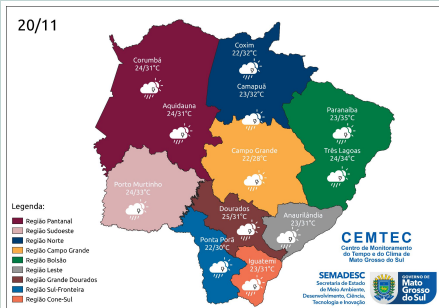 20/11
Coxim
22/32°C
Corumbá
24/31°C
Camapuã
23/32°C
Aquidauna
24/31°C
Paranaíba
23/35°C
Campo Grande
22/28°C
Três Lagoas
24/34°C
Porto Murtinho
24/33°C
Dourados
25/31°C
Anaurilândia
23/31°C
Ponta Porã
22/30°C
Iguatemi
23/31°C
Legenda:
Região Pantanal
Região Sudoeste
Região Norte
Região Campo Grande
Região Bolsão
Região Leste
Região Grande Dourados
Região Sul-Fronteira
Região Cone-Sul
CEMTEC
Centro de Monitoramento
do Tempo e do Clima de
Mato Grosso do Sul
SEMADESC
Secretaria de Estado
de Meio Ambiente,
Desenvolvimento, Ciência,
Tecnologia e Inovação
GOVERNO DE
Mato
Grosso
do Sul